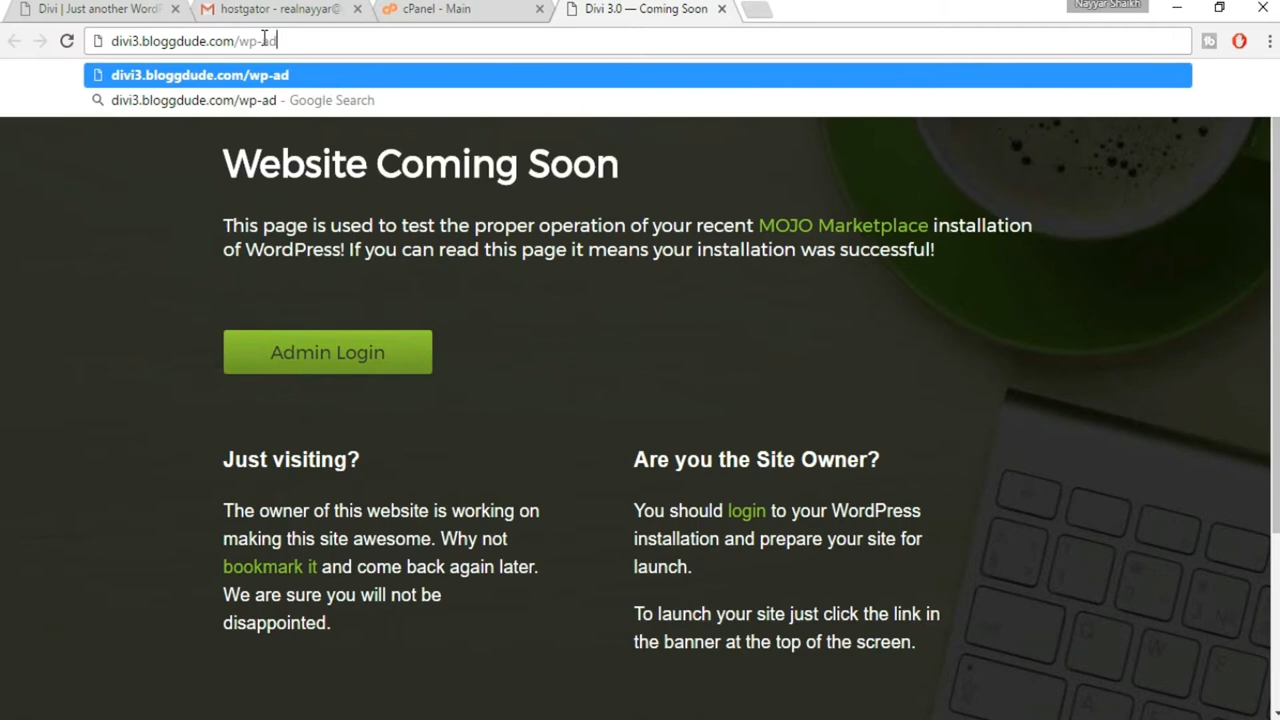 Divi | Just another WordP
hostgator - realnayyar@
cPanel - Main
Divi 3.0 — Coming Soon
Nayyar Shaikh
divi3.bloggdude.com/wp-ad
divi3.bloggdude.com/wp-ad
divi3.bloggdude.com/wp-ad - Google Search
Website Coming Soon
This page is used to test the proper operation of your recent MOJO Marketplace installation
of WordPress! If you can read this page it means your installation was successful!
Admin Login
Just visiting?
The owner of this website is working on
making this site awesome. Why not
bookmark it and come back again later.
We are sure you will not be
disappointed.
Are you the Site Owner?
You should login to your WordPress
installation and prepare your site for
launch.
To launch your site just click the link in
the banner at the top of the screen.